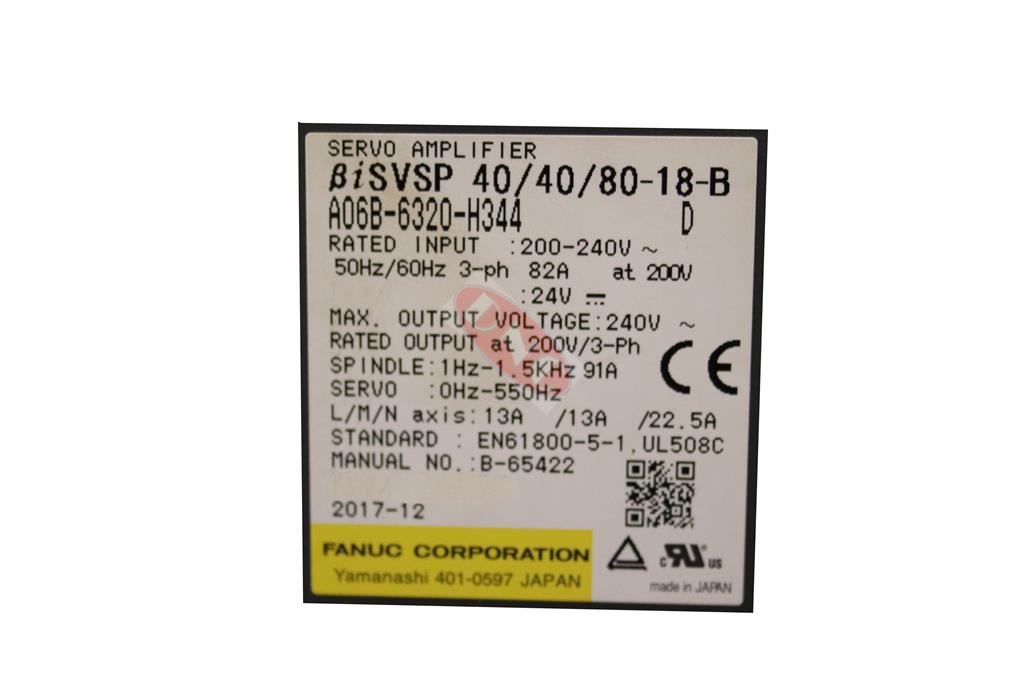 SERVO AMPLIFIER
βiSVSP 40/40/80-18-B
A06B-6320-H344 D
RATED INPUT :200-240V ~
50Hz/60Hz 3-ph 82A at 200V
:24V ⎓
MAX. OUTPUT VOLTAGE:240V ~
RATED OUTPUT at 200V/3-Ph
SPINDLE:1Hz-1.5KHz 91A
SERVO :0Hz-550Hz
L/M/N axis:13A /13A /22.5A
STANDARD : EN61800-5-1,UL508C
MANUAL NO.:B-65422
2017-12
CE
FANUC CORPORATION
Yamanashi 401-0597 JAPAN
c RU US
made in JAPAN